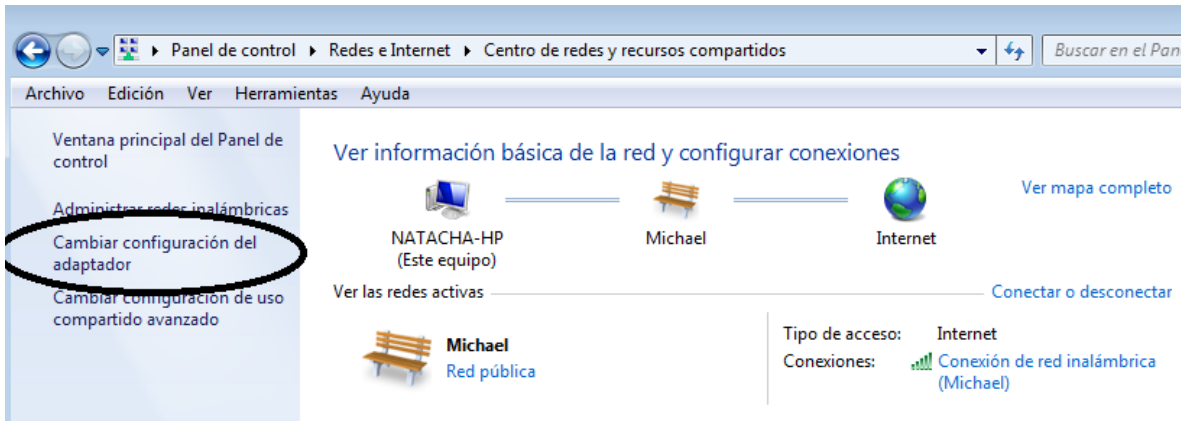 Panel de control ▸ Redes e Internet ▸ Centro de redes y recursos compartidos
Buscar en el Pan
Archivo Edición Ver Herramientas Ayuda
Ventana principal del Panel de
control
Administrar redes inalámbricas
Cambiar configuración del
adaptador
Cambiar configuración de uso
compartido avanzado
Ver información básica de la red y configurar conexiones
Ver mapa completo
NATACHA-HP
(Este equipo)
Michael
Internet
Ver las redes activas
Conectar o desconectar
Michael
Red pública
Tipo de acceso: Internet
Conexiones: Conexión de red inalámbrica
(Michael)